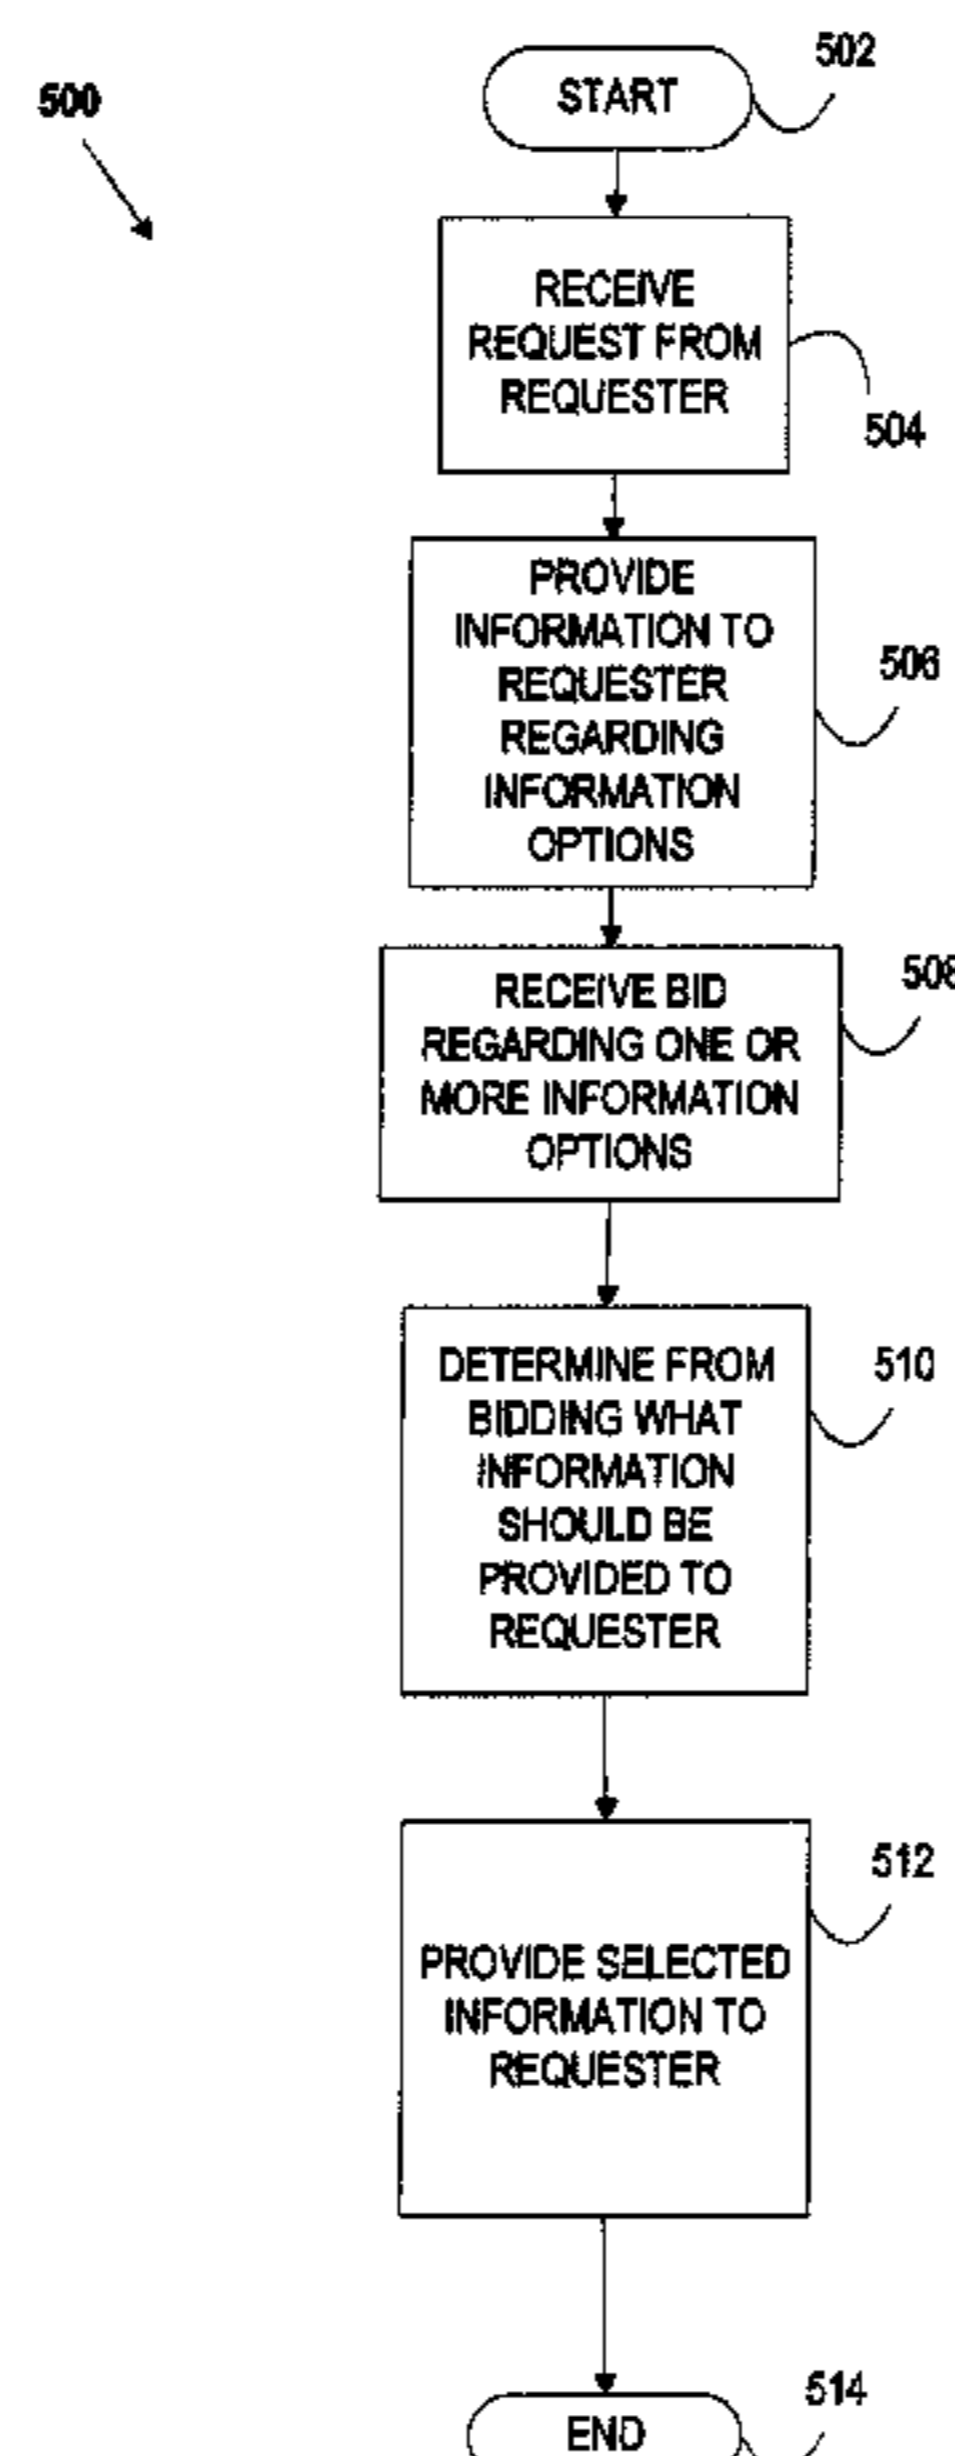 500
START
502
RECEIVE
REQUEST FROM
REQUESTER
504
PROVIDE
INFORMATION TO
REQUESTER
REGARDING
INFORMATION
OPTIONS
506
RECEIVE BID
REGARDING ONE OR
MORE INFORMATION
OPTIONS
508
DETERMINE FROM
BIDDING WHAT
INFORMATION
SHOULD BE
PROVIDED TO
REQUESTER
510
PROVIDE SELECTED
INFORMATION TO
REQUESTER
512
END
514